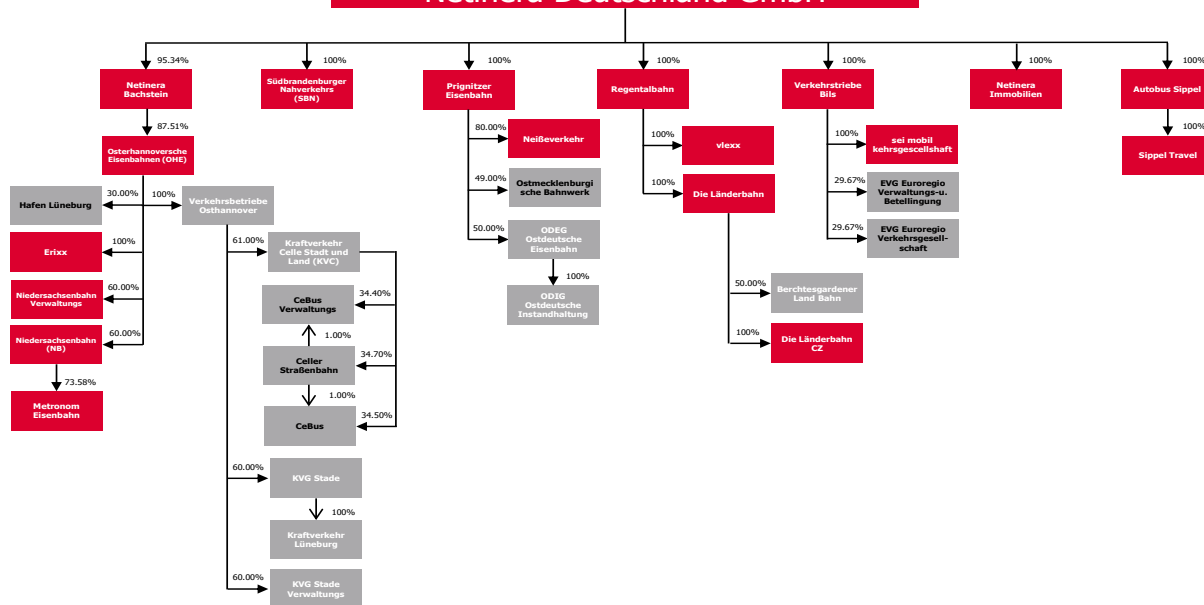 Netinera Deutschland GmbH
95.34%
100%
100%
100%
100%
100%
100%
Netinera
Bachstein
Südbrandenburger
Nahverkehrs
(SBN)
Prignitzer
Eisenbahn
Regentalbahn
Verkehrstriebe
Bils
Netinera
Immobilien
Autobus Sippel
87.51%
Osterhannoversche
Eisenbahnen (OHE)
80.00%
Neißeverkehr
100%
vlexx
100%
sei mobil
kehrsgescellshaft
100%
Sippel Travel
Hafen Lüneburg
30.00%
100%
Verkehrsbetriebe
Osthannover
49.00%
Ostmecklenburgi
sche Bahnwerk
100%
Die Länderbahn
29.67%
EVG Euroregio
Verwaltungs-u.
Betellingung
Erixx
100%
61.00%
Kraftverkehr
Celle Stadt und
Land (KVC)
50.00%
ODEG
Ostdeutsche
Eisenbahn
29.67%
EVG Euroregio
Verkehrsgesell-
schaft
100%
ODIG
Ostdeutsche
Instandhaltung
50.00%
Berchtesgardener
Land Bahn
Niedersachsenbahn
Verwaltungs
60.00%
CeBus
Verwaltungs
34.40%
1.00%
Niedersachsenbahn
(NB)
60.00%
100%
Die Länderbahn
CZ
Celler
Straßenbahn
34.70%
73.58%
1.00%
Metronom
Eisenbahn
CeBus
34.50%
60.00%
KVG Stade
100%
Kraftverkehr
Lüneburg
60.00%
KVG Stade
Verwaltungs